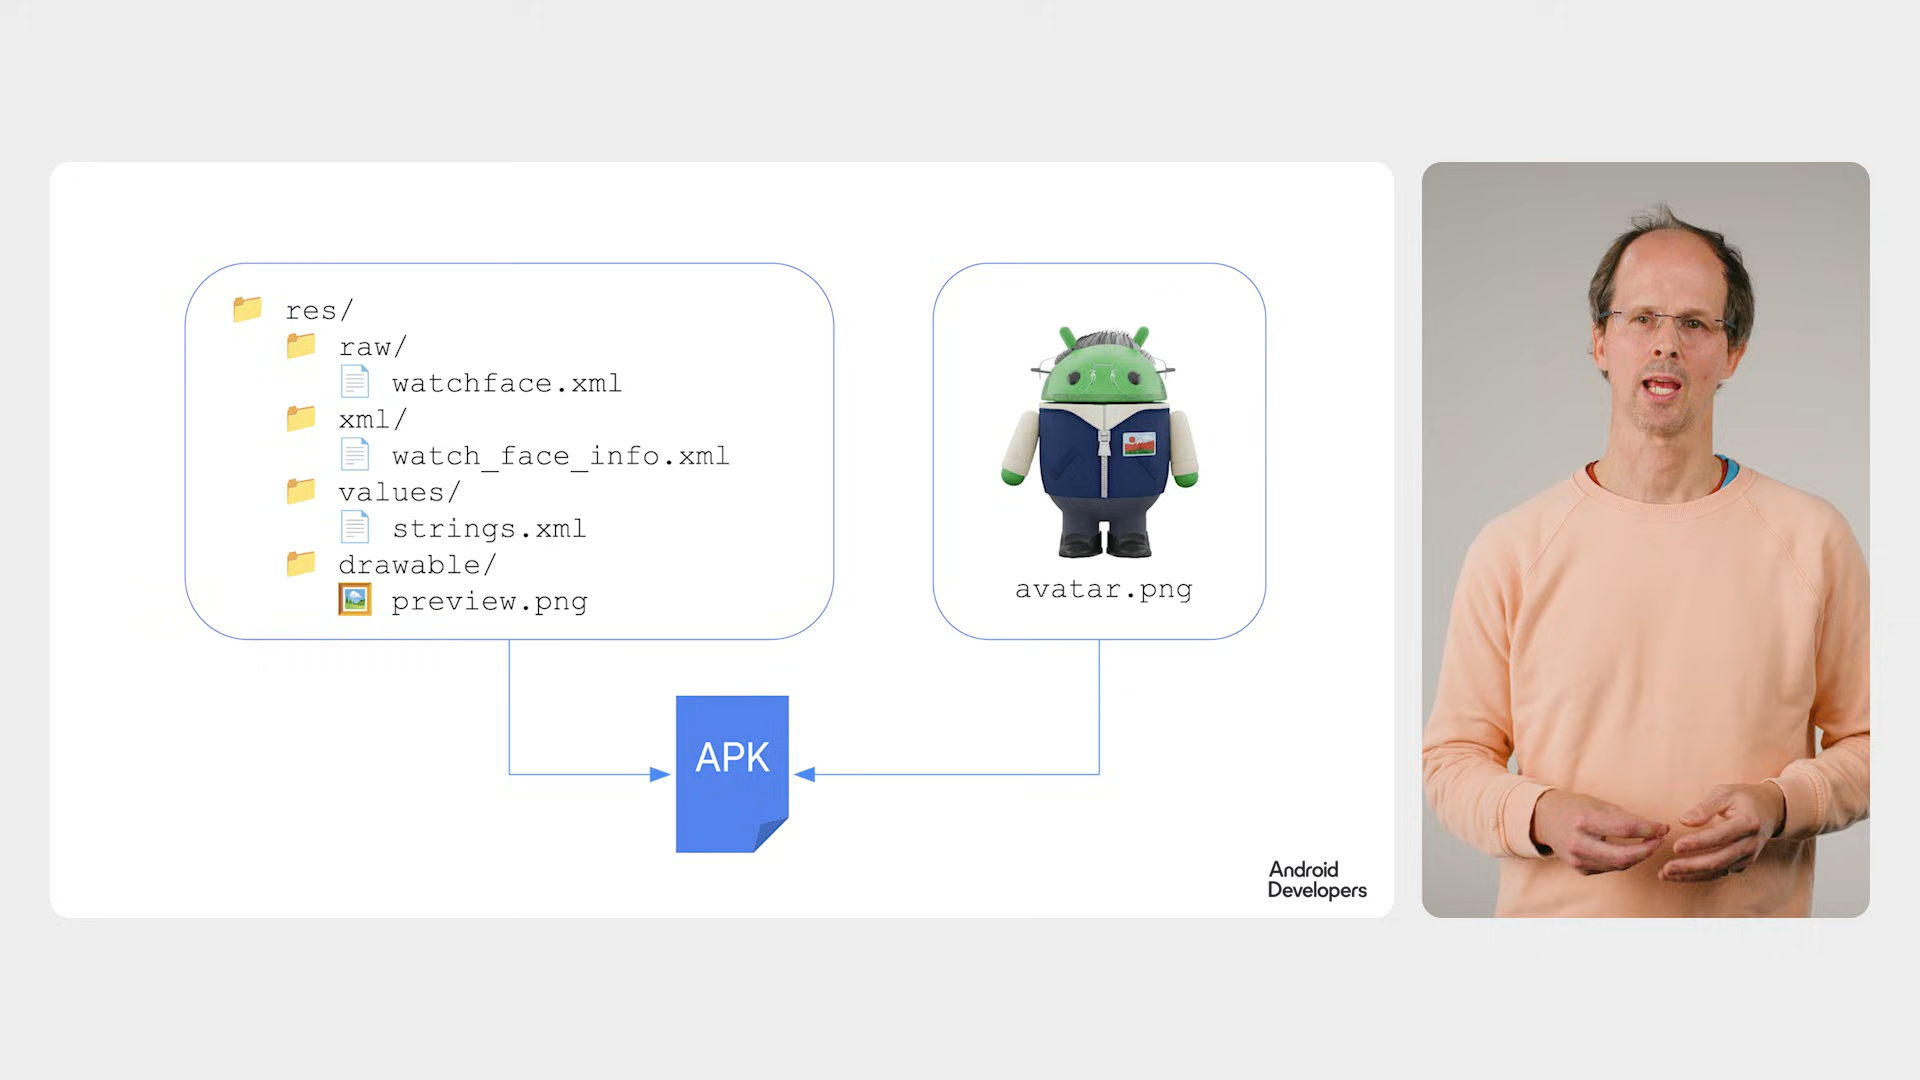 res/
raw/
watchface.xml
xml/
watch_face_info.xml
values/
strings.xml
drawable/
preview.png
avatar.png
APK
Android
Developers